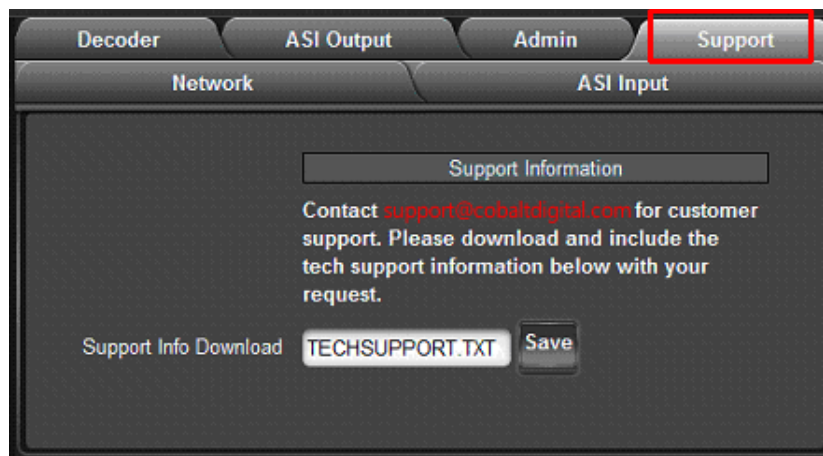 Decoder ASI Output Admin Support
Network ASI Input
Support Information
Contact support@cobaltdigital.com for customer
support. Please download and include the
tech support information below with your
request.
Support Info Download TECHSUPPORT.TXT Save